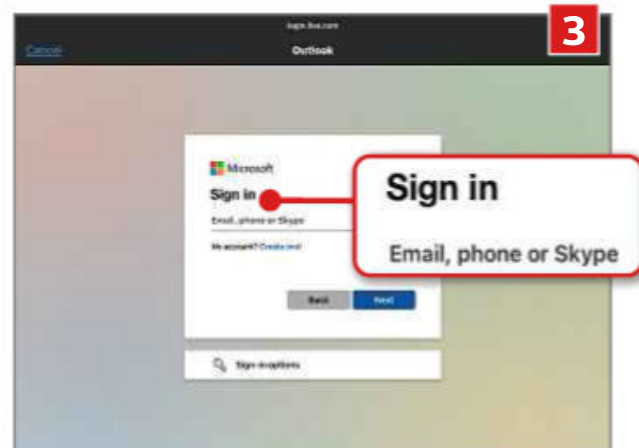 login.live.com
3
Cancel
Outlook
Microsoft
Sign in
Email, phone or Skype
No account? Create one!
Back
Next
Sign-in options
Sign in
Email, phone or Skype